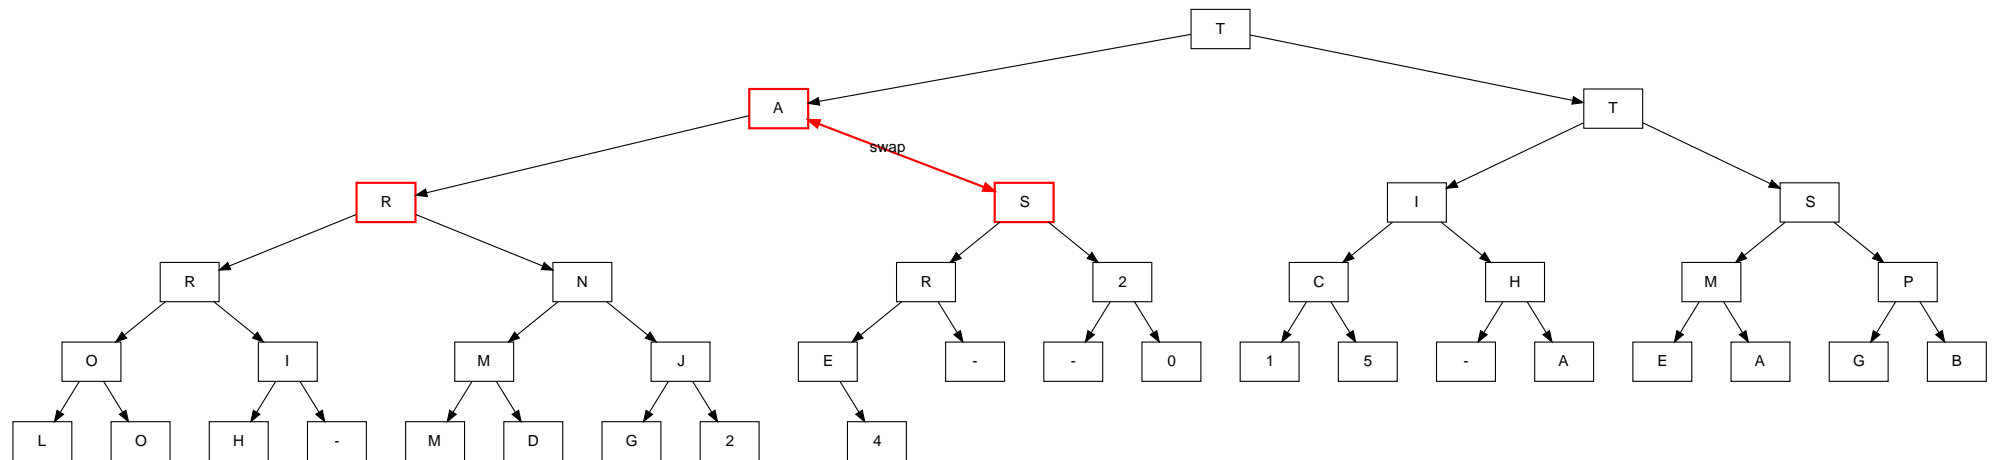 T
A T
swap
R S I S
R N R 2 C H M P
O I M J E - - 0 1 5 - A E A G B
L O H - M D G 2 4